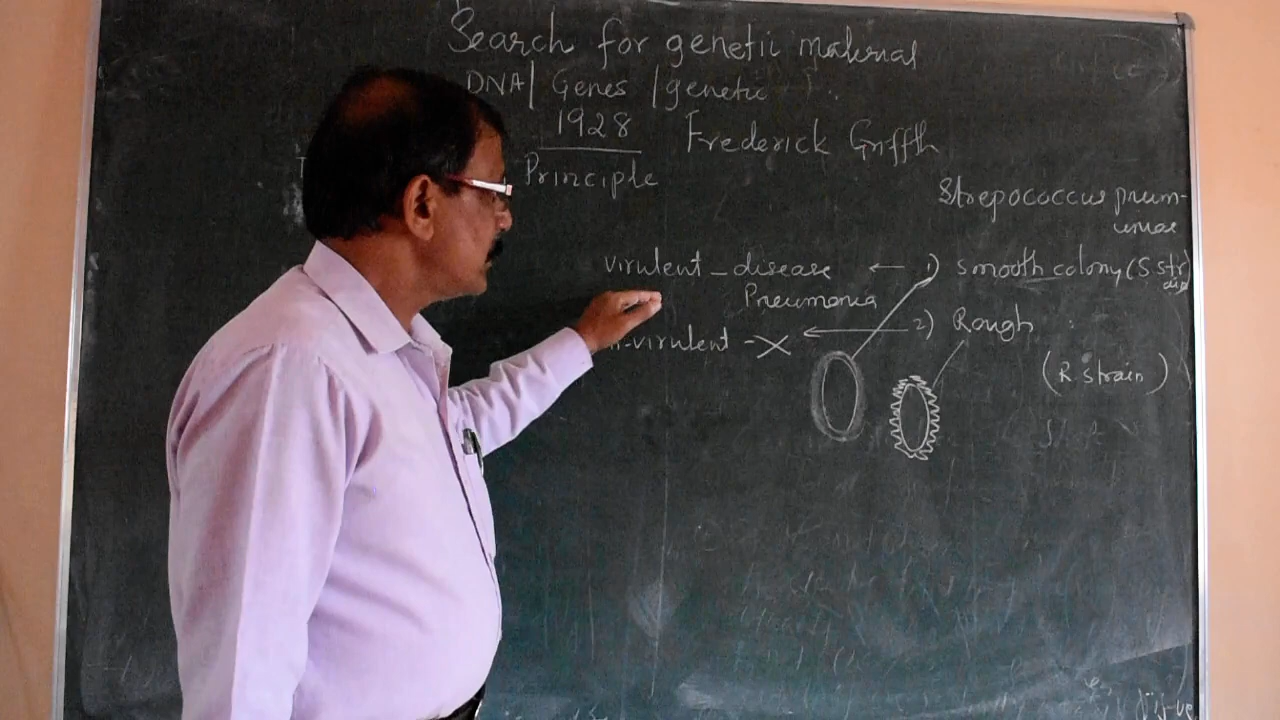 Search for genetic material
DNA/ Genes /genetic
1928
Frederick Griffth
Principle
Strepococcus pneum-
uniae
virulent - disease ← 1) smooth colony (S str)
Pneumonia
-virulent - X ← 2) Rough
(R. strain)